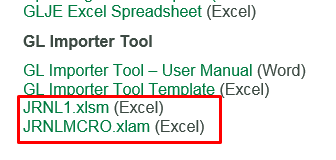 GLJE Excel Spreadsheet (Excel)
GL Importer Tool
GL Importer Tool – User Manual (Word)
GL Importer Tool Template (Excel)
JRNL1.xlsm (Excel)
JRNLMCRO.xlam (Excel)